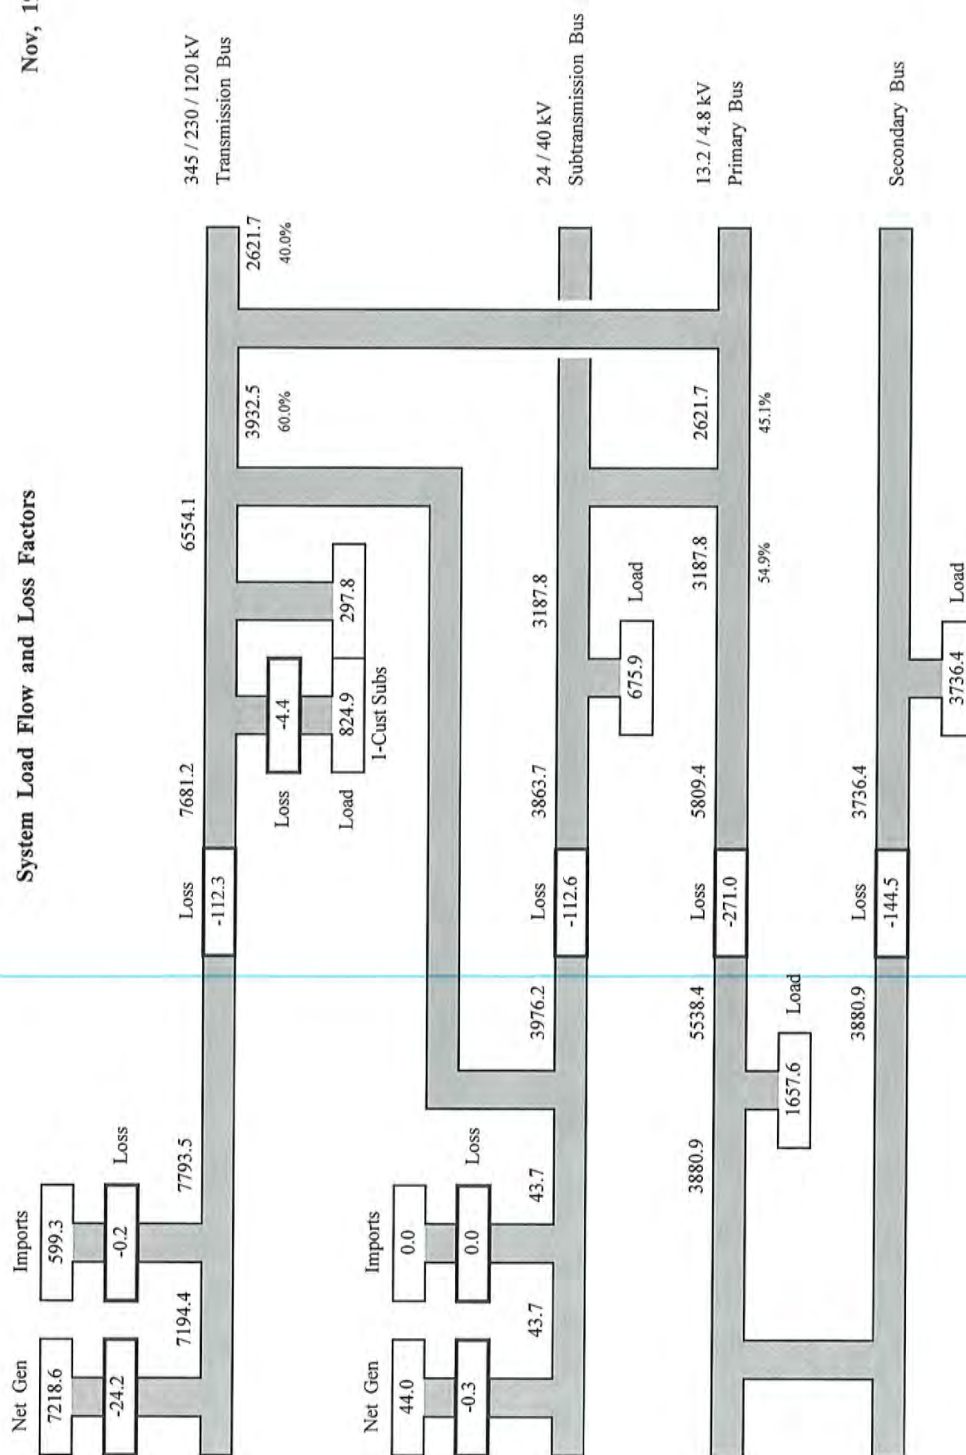 System Load Flow and Loss Factors
Nov,
Net Gen
7218.6
-24.2
Imports
599.3
-0.2
Loss
7194.4
7793.5
Loss
-112.3
7681.2
Loss
-4.4
Load
824.9
297.8
1-Cust Subs
6554.1
3932.5
60.0%
2621.7
40.0%
345 / 230 / 120 kV
Transmission Bus
Net Gen
44.0
-0.3
Imports
0.0
0.0
Loss
43.7
43.7
3976.2
Loss
-112.6
3863.7
675.9
Load
3187.8
24 / 40 kV
Subtransmission Bus
3880.9
1657.6
Load
5538.4
Loss
-271.0
5809.4
3187.8
54.9%
2621.7
45.1%
13.2 / 4.8 kV
Primary Bus
3880.9
Loss
-144.5
3736.4
3736.4
Load
Secondary Bus